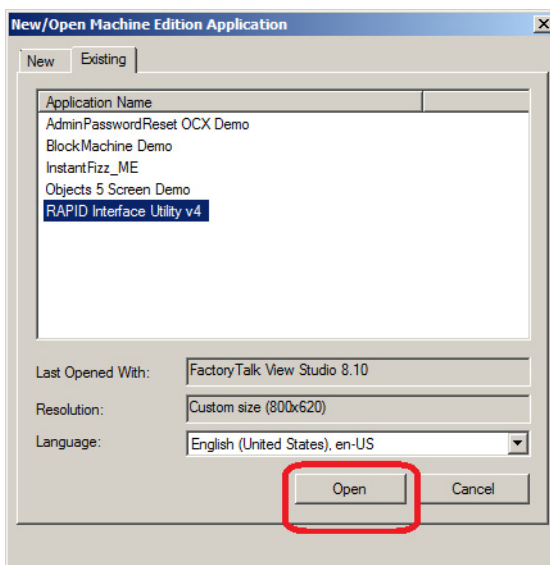 New/Open Machine Edition Application
New
Existing
Application Name
AdminPasswordReset OCX Demo
BlockMachine Demo
InstantFizz_ME
Objects 5 Screen Demo
RAPID Interface Utility v4
Last Opened With:
FactoryTalk View Studio 8.10
Resolution:
Custom size (800x620)
Language:
English (United States), en-US
Open
Cancel